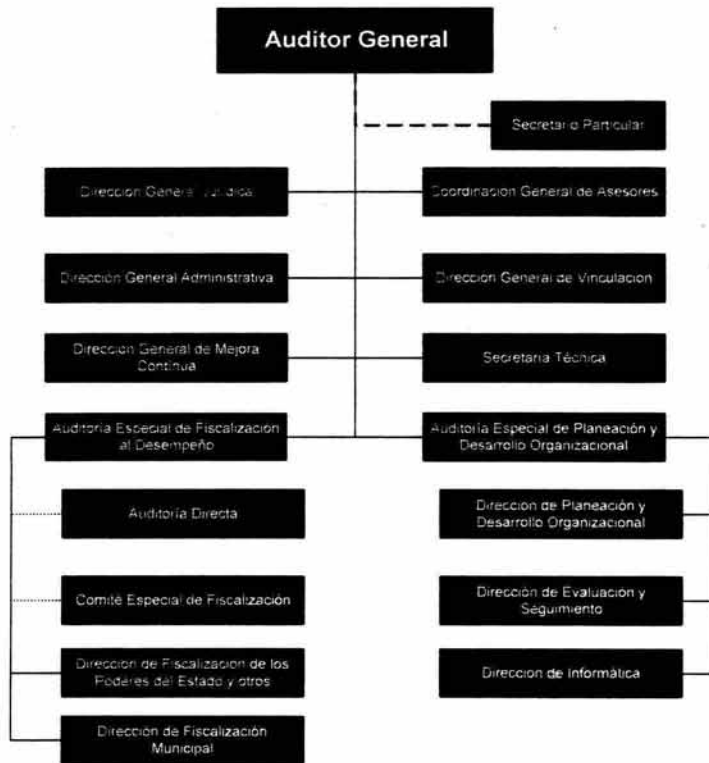 Auditor General
Secretario Particular
Dirección General Jurídica
Coordinación General de Asesores
Dirección General Administrativa
Dirección General de Vinculación
Dirección General de Mejora
Continua
Secretaría Técnica
Auditoría Especial de Fiscalización
al Desempeño
Auditoría Especial de Planeación y
Desarrollo Organizacional
Auditoría Directa
Dirección de Planeación y
Desarrollo Organizacional
Comité Especial de Fiscalización
Dirección de Evaluación y
Seguimiento
Dirección de Fiscalización de los
Poderes del Estado y otros
Dirección de Informática
Dirección de Fiscalización
Municipal